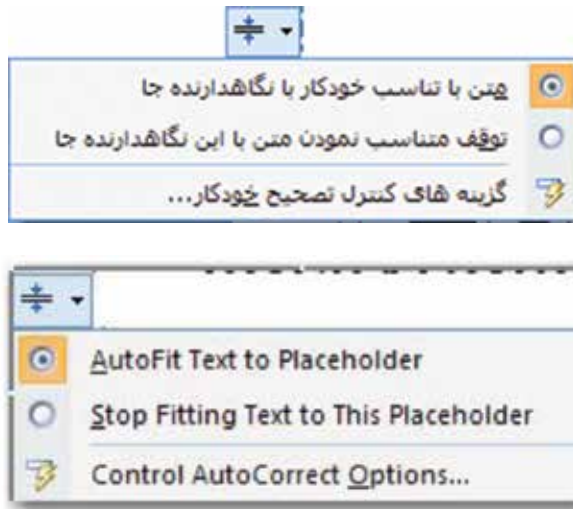 متن با تناسب خودکار با نگاهدارنده جا
توقف متناسب نمودن متن با این نگاهدارنده جا
گزینه های کنترل تصحیح خودکار...
AutoFit Text to Placeholder
Stop Fitting Text to This Placeholder
Control AutoCorrect Options...